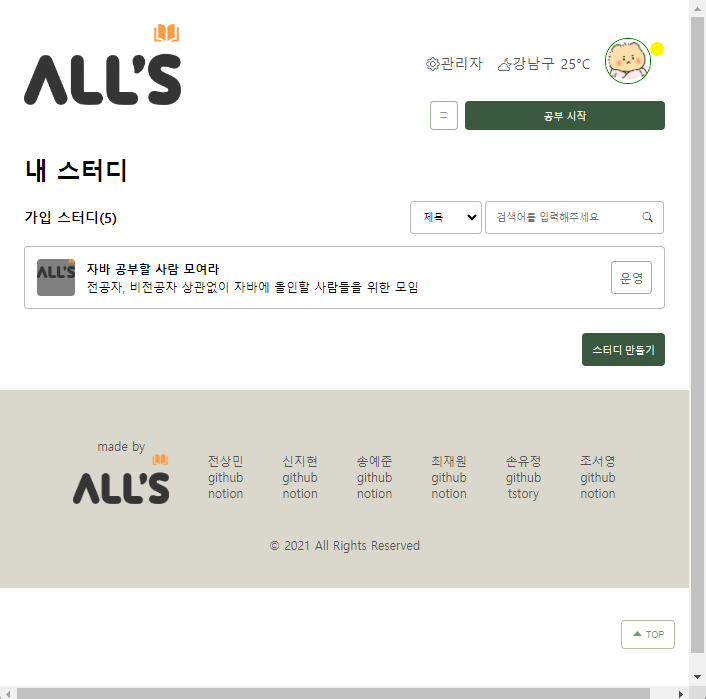 ALL'S
관리자 강남구 25°C
= 공부 시작
내 스터디
가입 스터디(5) 제목 검색어를 입력해주세요
ALL'S
자바 공부할 사람 모여라
전공자, 비전공자 상관없이 자바에 올인할 사람들을 위한 모임
운영
스터디 만들기
made by
ALL'S
전상민 신지현 송예준 최재원 손유정 조서영
github github github github github github
notion notion notion notion tstory notion
© 2021 All Rights Reserved
TOP